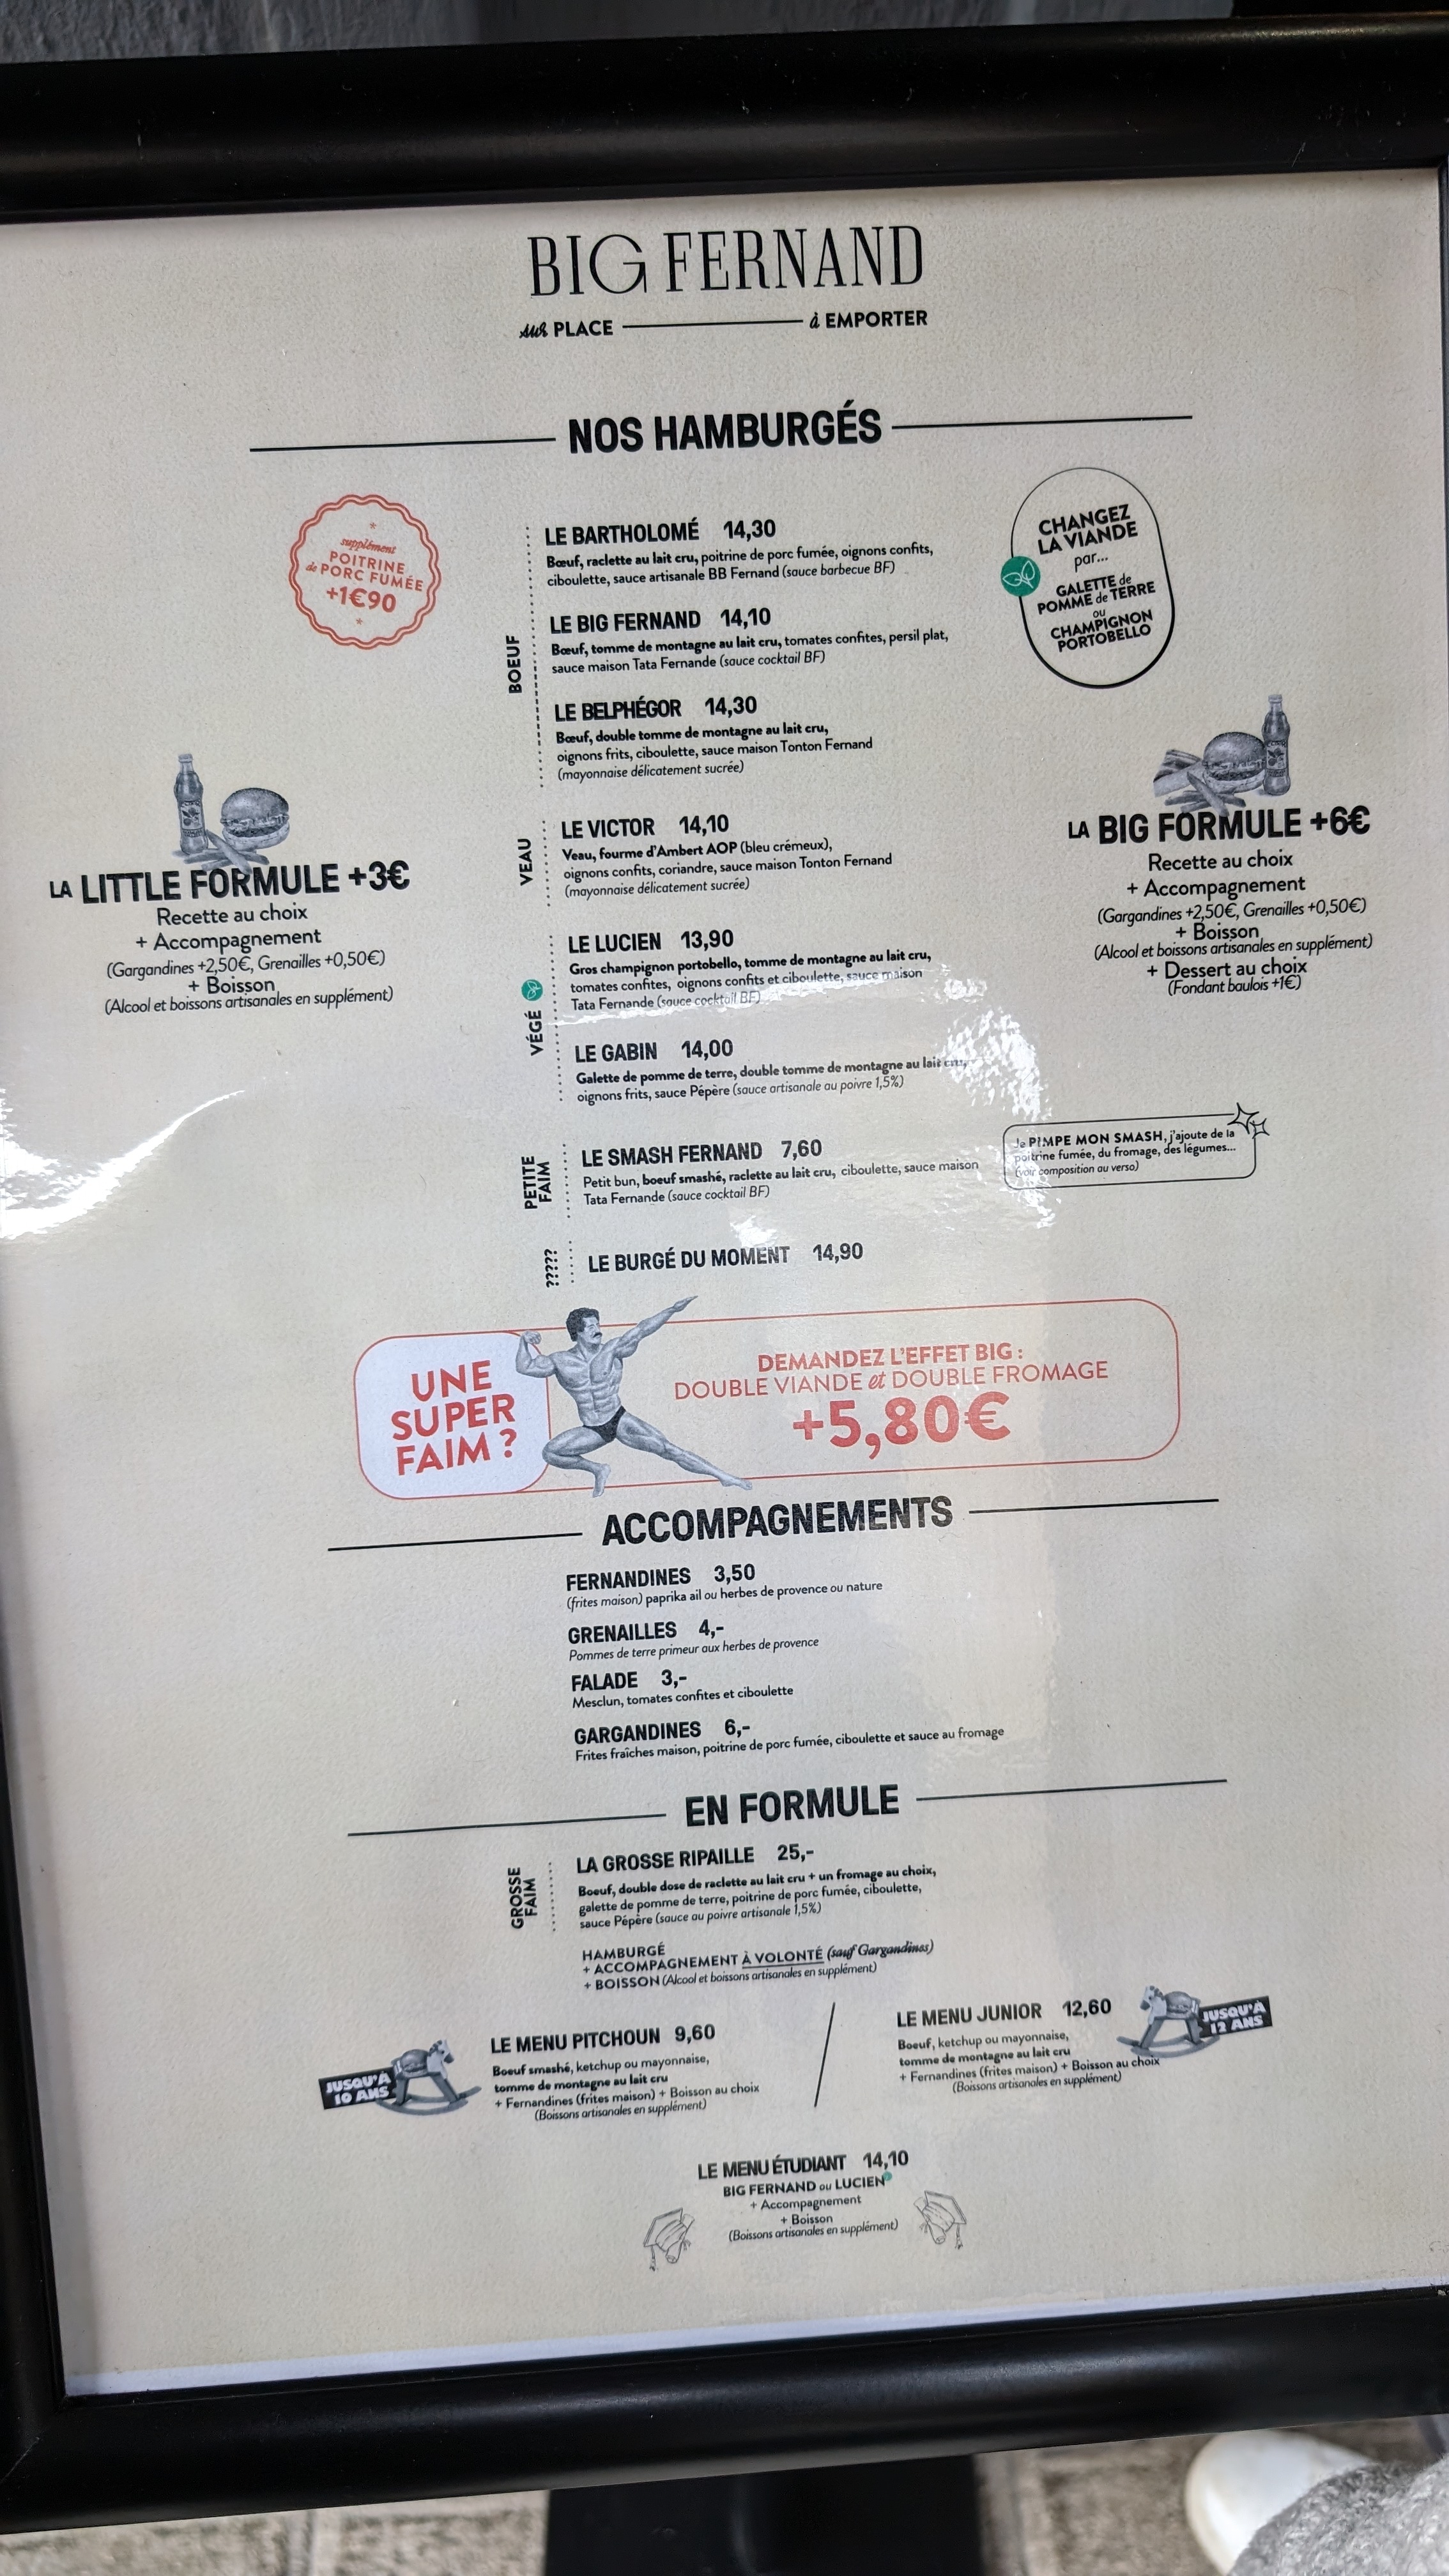 BIG FERNAND
sur PLACE à EMPORTER
NOS HAMBURGÉS
supplément
POITRINE
de PORC FUMÉE
+1€90
CHANGEZ
LA VIANDE
par...
GALETTE de
POMME de TERRE
ou
CHAMPIGNON
PORTOBELLO
BOEUF
LE BARTHOLOMÉ 14,30
Bœuf, raclette au lait cru, poitrine de porc fumée, oignons confits,
ciboulette, sauce artisanale BB Fernand (sauce barbecue BF)
LE BIG FERNAND 14,10
Bœuf, tomme de montagne au lait cru, tomates confites, persil plat,
sauce maison Tata Fernande (sauce cocktail BF)
LE BELPHÉGOR 14,30
Bœuf, double tomme de montagne au lait cru,
oignons frits, ciboulette, sauce maison Tonton Fernand
(mayonnaise délicatement sucrée)
VEAU
LE VICTOR 14,10
Veau, fourme d'Ambert AOP (bleu crémeux),
oignons confits, coriandre, sauce maison Tonton Fernand
(mayonnaise délicatement sucrée)
LA LITTLE FORMULE +3€
Recette au choix
+ Accompagnement
(Gargandines +2,50€, Grenailles +0,50€)
+ Boisson
(Alcool et boissons artisanales en supplément)
LA BIG FORMULE +6€
Recette au choix
+ Accompagnement
(Gargandines +2,50€, Grenailles +0,50€)
+ Boisson
(Alcool et boissons artisanales en supplément)
+ Dessert au choix
(Fondant baulois +1€)
VÉGÉ
LE LUCIEN 13,90
Gros champignon portobello, tomme de montagne au lait cru,
tomates confites, oignons confits et ciboulette, sauce maison
Tata Fernande (sauce cocktail BF)
LE GABIN 14,00
Galette de pomme de terre, double tomme de montagne au lait cru,
oignons frits, sauce Pépère (sauce artisanale au poivre 1,5%)
PETITE
FAIM
LE SMASH FERNAND 7,60
Petit bun, boeuf smashé, raclette au lait cru, ciboulette, sauce maison
Tata Fernande (sauce cocktail BF)
Je PIMPE MON SMASH, j'ajoute de la
poitrine fumée, du fromage, des légumes...
(voir composition au verso)
?????
LE BURGÉ DU MOMENT 14,90
UNE
SUPER
FAIM ?
DEMANDEZ L'EFFET BIG :
DOUBLE VIANDE et DOUBLE FROMAGE
+5,80€
ACCOMPAGNEMENTS
FERNANDINES 3,50
(frites maison) paprika ail ou herbes de provence ou nature
GRENAILLES 4,-
Pommes de terre primeur aux herbes de provence
FALADE 3,-
Mesclun, tomates confites et ciboulette
GARGANDINES 6,-
Frites fraîches maison, poitrine de porc fumée, ciboulette et sauce au fromage
EN FORMULE
GROSSE
FAIM
LA GROSSE RIPAILLE 25,-
Boeuf, double dose de raclette au lait cru + un fromage au choix,
galette de pomme de terre, poitrine de porc fumée, ciboulette,
sauce Pépère (sauce au poivre artisanale 1,5%)
HAMBURGÉ
+ ACCOMPAGNEMENT À VOLONTÉ (sauf Gargandines)
+ BOISSON (Alcool et boissons artisanales en supplément)
JUSQU'À
10 ANS
LE MENU PITCHOUN 9,60
Boeuf smashé, ketchup ou mayonnaise,
tomme de montagne au lait cru
+ Fernandines (frites maison) + Boisson au choix
(Boissons artisanales en supplément)
LE MENU JUNIOR 12,60
Boeuf, ketchup ou mayonnaise,
tomme de montagne au lait cru
+ Fernandines (frites maison) + Boisson au choix
(Boissons artisanales en supplément)
JUSQU'À
12 ANS
LE MENU ÉTUDIANT 14,10
BIG FERNAND ou LUCIEN
+ Accompagnement
+ Boisson
(Boissons artisanales en supplément)